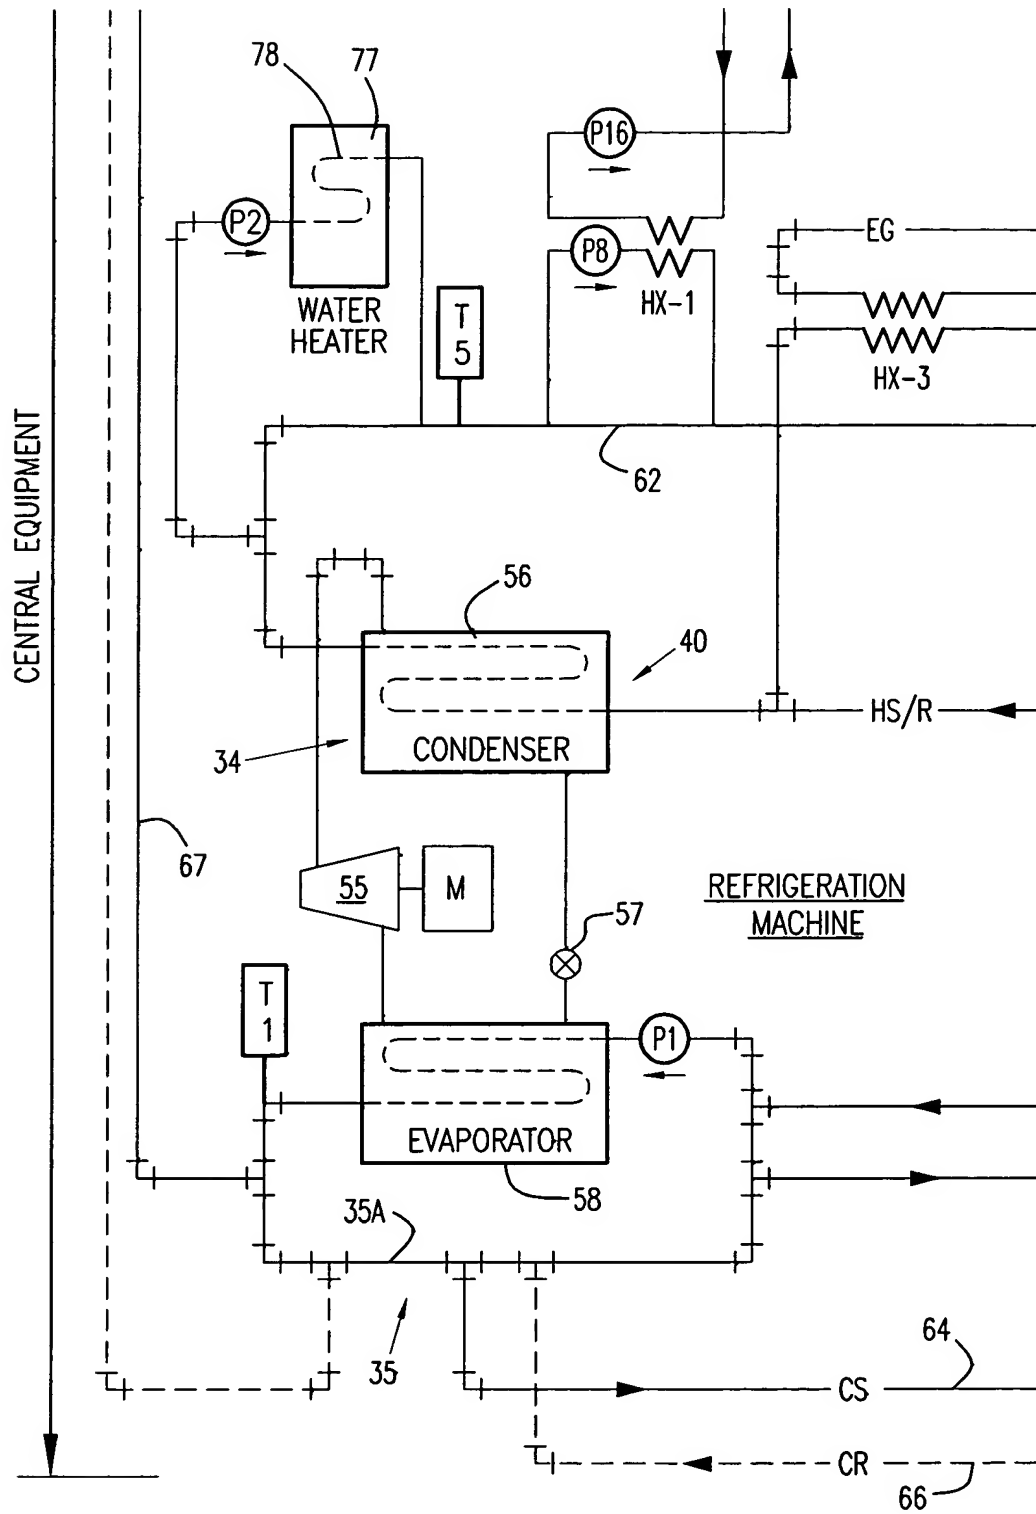 78
77
P16
P2
P8
EG
WATER
HEATER
HX-1
T
5
HX-3
62
CENTRAL EQUIPMENT
56
40
HS/R
34
CONDENSER
67
55
M
REFRIGERATION
MACHINE
57
T
1
P1
EVAPORATOR
58
35A
35
64
CS
CR
66